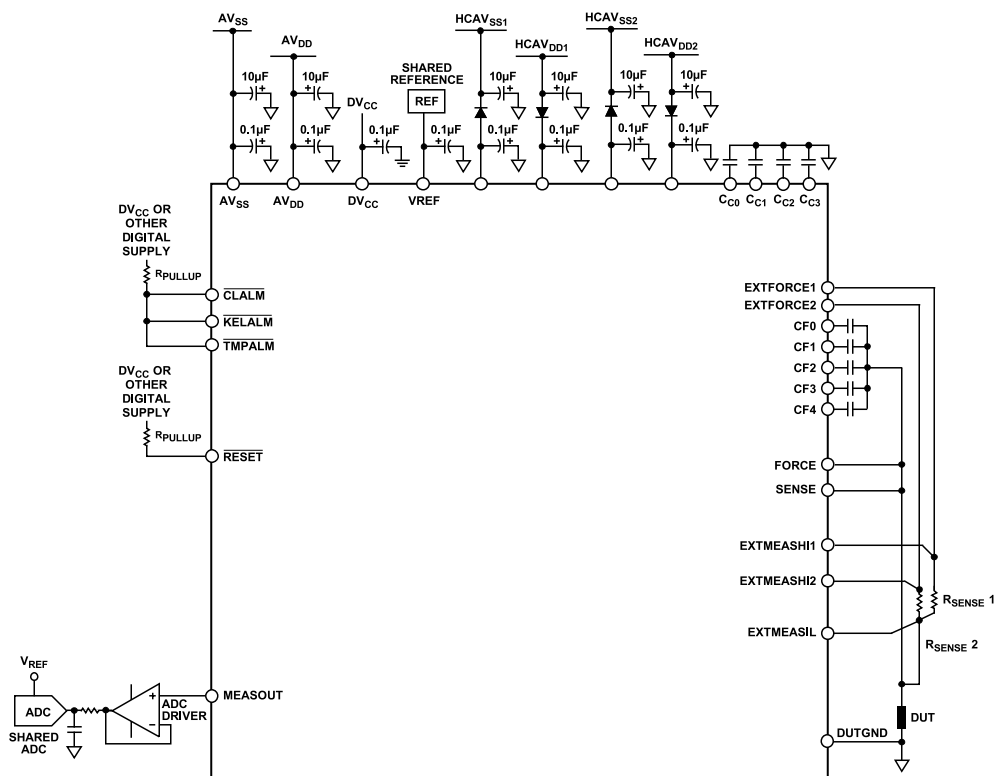 AVSS
AVDD
HCAVSS1
HCAVDD1
HCAVSS2
HCAVDD2
SHARED
REFERENCE
REF
DVCC
10µF
10µF
10µF
10µF
10µF
10µF
0.1µF
0.1µF
0.1µF
0.1µF
0.1µF
0.1µF
0.1µF
0.1µF
AVSS
AVDD
DVCC
VREF
CC0
CC1
CC2
CC3
DVCC OR
OTHER
DIGITAL
SUPPLY
RPULLUP
CLALM
KELALM
TMPALM
DVCC OR
OTHER
DIGITAL
SUPPLY
RPULLUP
RESET
VREF
ADC
SHARED
ADC
+
–
ADC
DRIVER
MEASOUT
EXTFORCE1
EXTFORCE2
CF0
CF1
CF2
CF3
CF4
FORCE
SENSE
EXTMEASHI1
EXTMEASHI2
EXTMEASIL
RSENSE 1
RSENSE 2
DUT
DUTGND